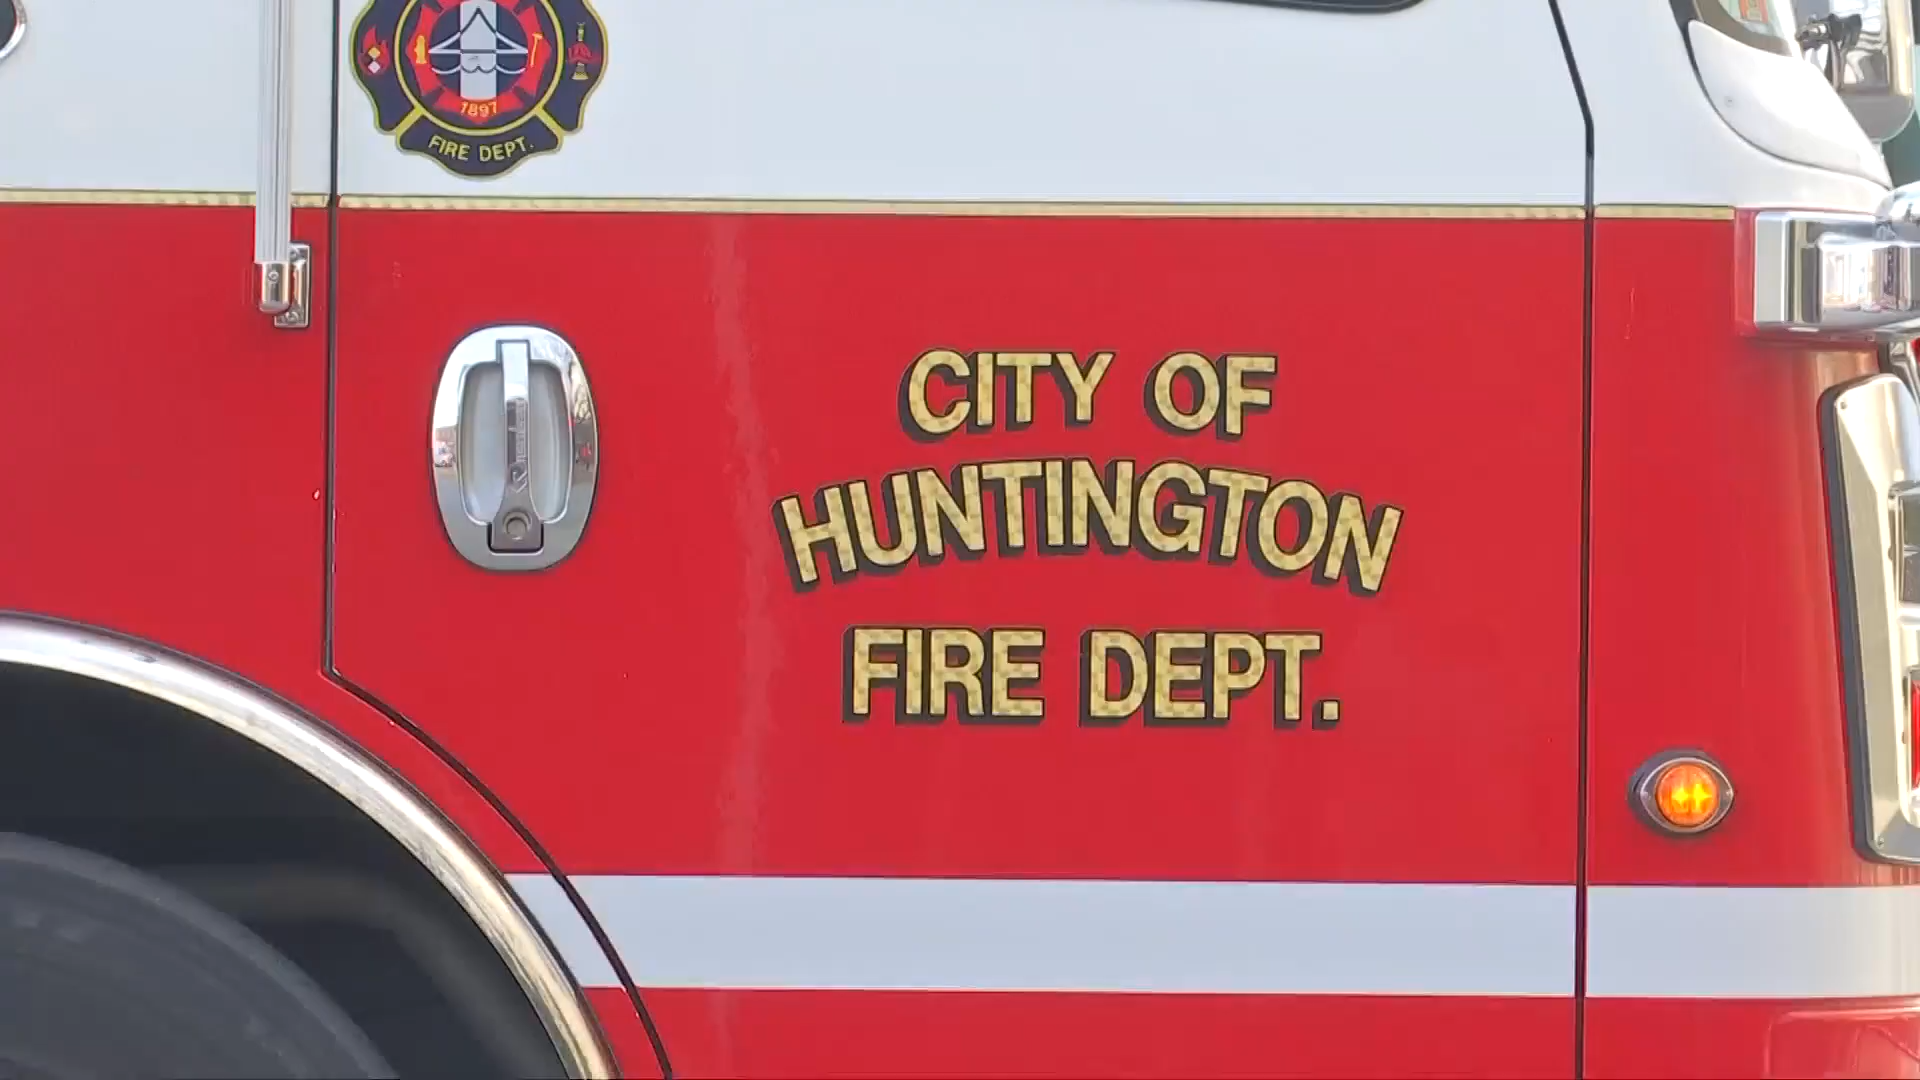 1897
FIRE DEPT.
CITY OF
HUNTINGTON
FIRE DEPT.